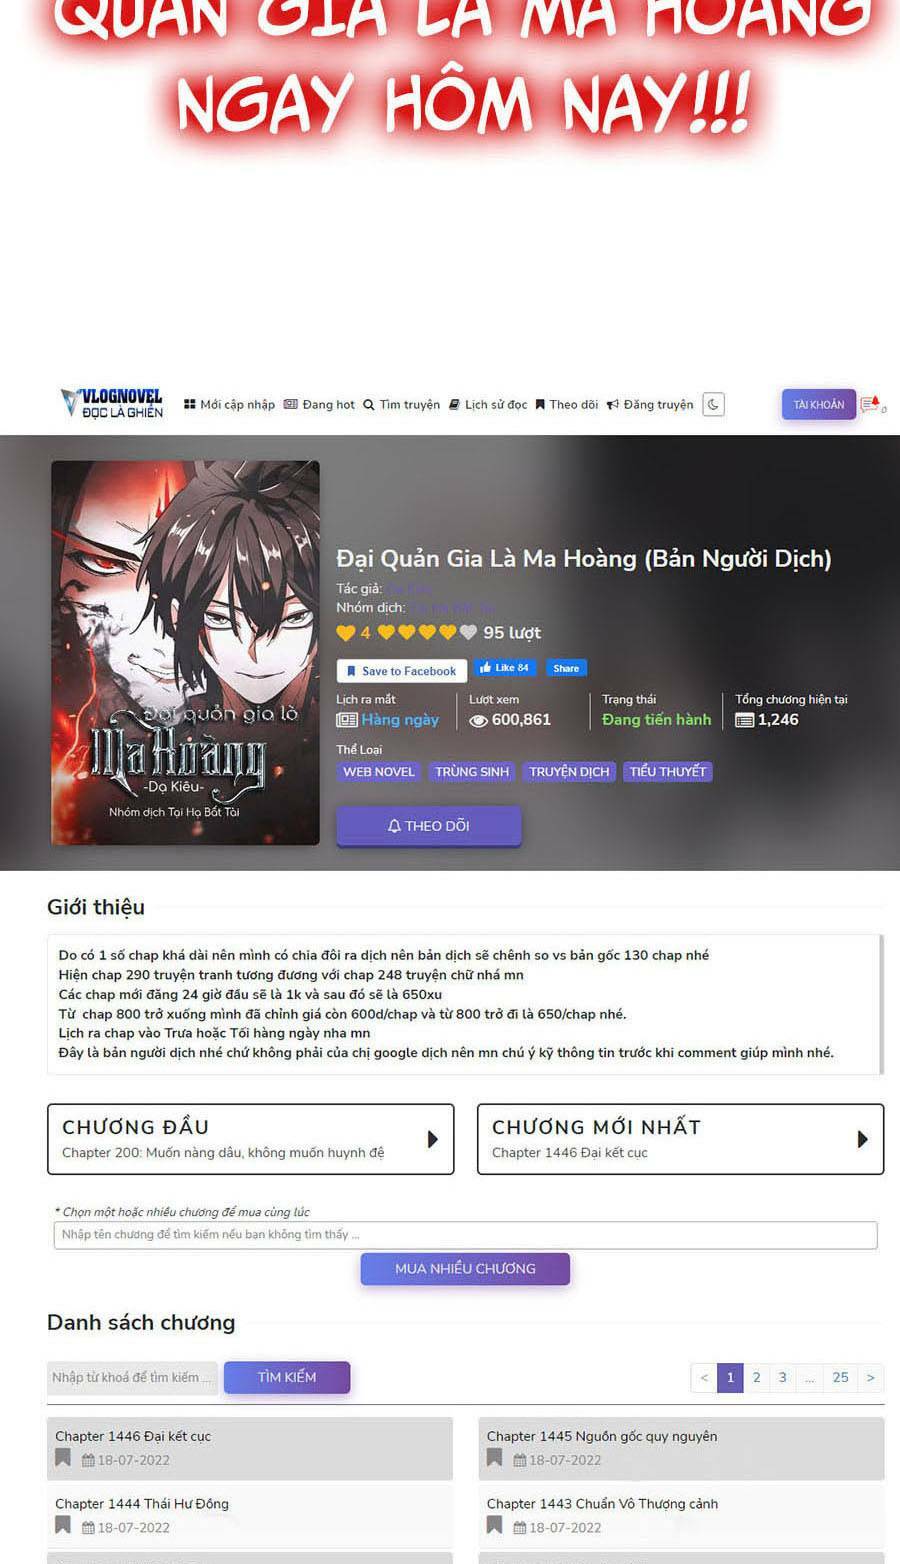 QUẢN GIA LÀ MA HOÀNG
NGAY HÔM NAY!!!
VLOGNOVEL
ĐỌC LÀ GHIỀN
Mới cập nhập
Đang hot
Tìm truyện
Lịch sử đọc
Theo dõi
Đăng truyện
TÀI KHOẢN
0
Đại Quản Gia Là Ma Hoàng (Bản Người Dịch)
Tác giả:
Nhóm dịch:
4
95 lượt
Save to Facebook
Like 84
Share
Lịch ra mắt
Lượt xem
Trạng thái
Tổng chương hiện tại
Hàng ngày
600,861
Đang tiến hành
1,246
Thể Loại
WEB NOVEL
TRÙNG SINH
TRUYỆN DỊCH
TIỂU THUYẾT
THEO DÕI
Đại quản gia là
Ma Hoàng
-Dạ Kiêu-
Nhóm dịch Tại Hạ Bất Tài
Giới thiệu
Do có 1 số chap khá dài nên mình có chia đôi ra dịch nên bản dịch sẽ chênh so vs bản gốc 130 chap nhé
Hiện chap 290 truyện tranh tương đương với chap 248 truyện chữ nhá mn
Các chap mới đăng 24 giờ đầu sẽ là 1k và sau đó sẽ là 650xu
Từ chap 800 trở xuống mình đã chỉnh giá còn 600d/chap và từ 800 trở đi là 650/chap nhé.
Lịch ra chap vào Trưa hoặc Tối hàng ngày nha mn
Đây là bản người dịch nhé chứ không phải của chị google dịch nên mn chú ý kỹ thông tin trước khi comment giúp mình nhé.
CHƯƠNG ĐẦU
Chapter 200: Muốn nàng dâu, không muốn huynh đệ
CHƯƠNG MỚI NHẤT
Chapter 1446 Đại kết cục
* Chọn một hoặc nhiều chương để mua cùng lúc
Nhập tên chương để tìm kiếm nếu bạn không tìm thấy ...
MUA NHIỀU CHƯƠNG
Danh sách chương
Nhập từ khoá để tìm kiếm ...
TÌM KIẾM
< 1 2 3 ... 25 >
Chapter 1446 Đại kết cục
18-07-2022
Chapter 1445 Nguồn gốc quy nguyên
18-07-2022
Chapter 1444 Thái Hư Đồng
18-07-2022
Chapter 1443 Chuẩn Vô Thượng cảnh
18-07-2022